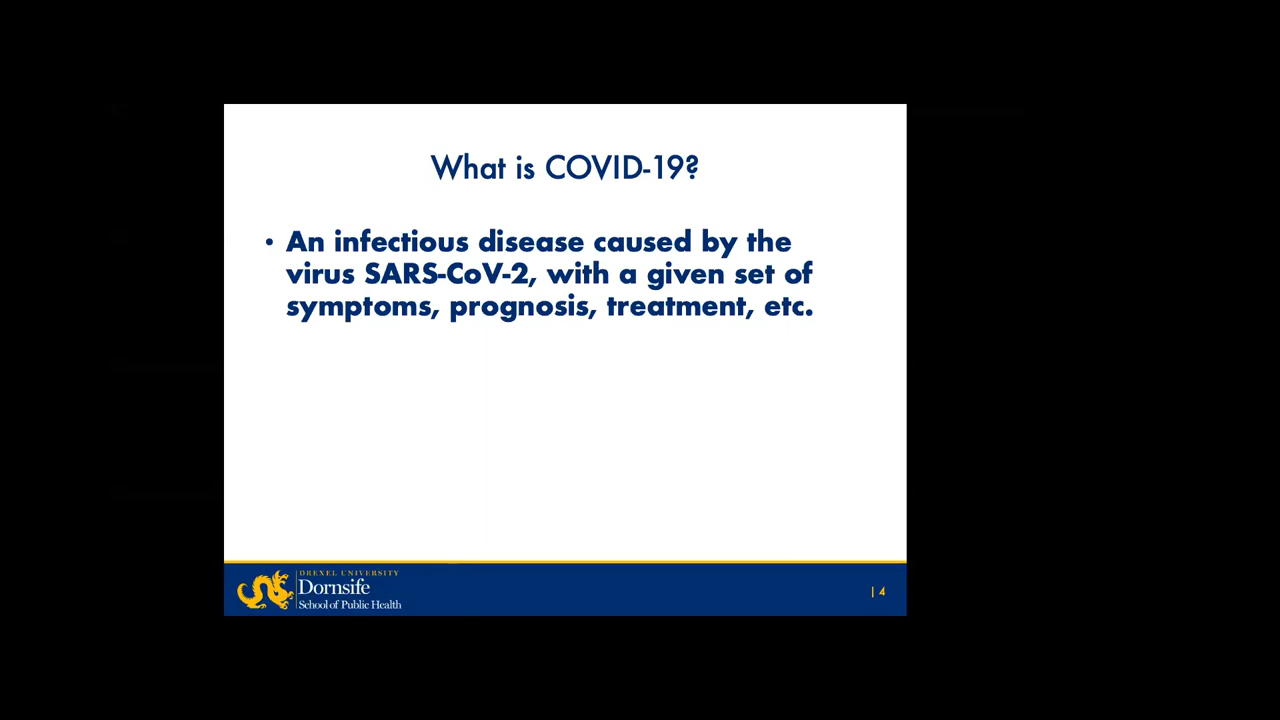 What is COVID-19?
• An infectious disease caused by the
virus SARS-CoV-2, with a given set of
symptoms, prognosis, treatment, etc.
DREXEL UNIVERSITY
Dornsife
School of Public Health
| 4